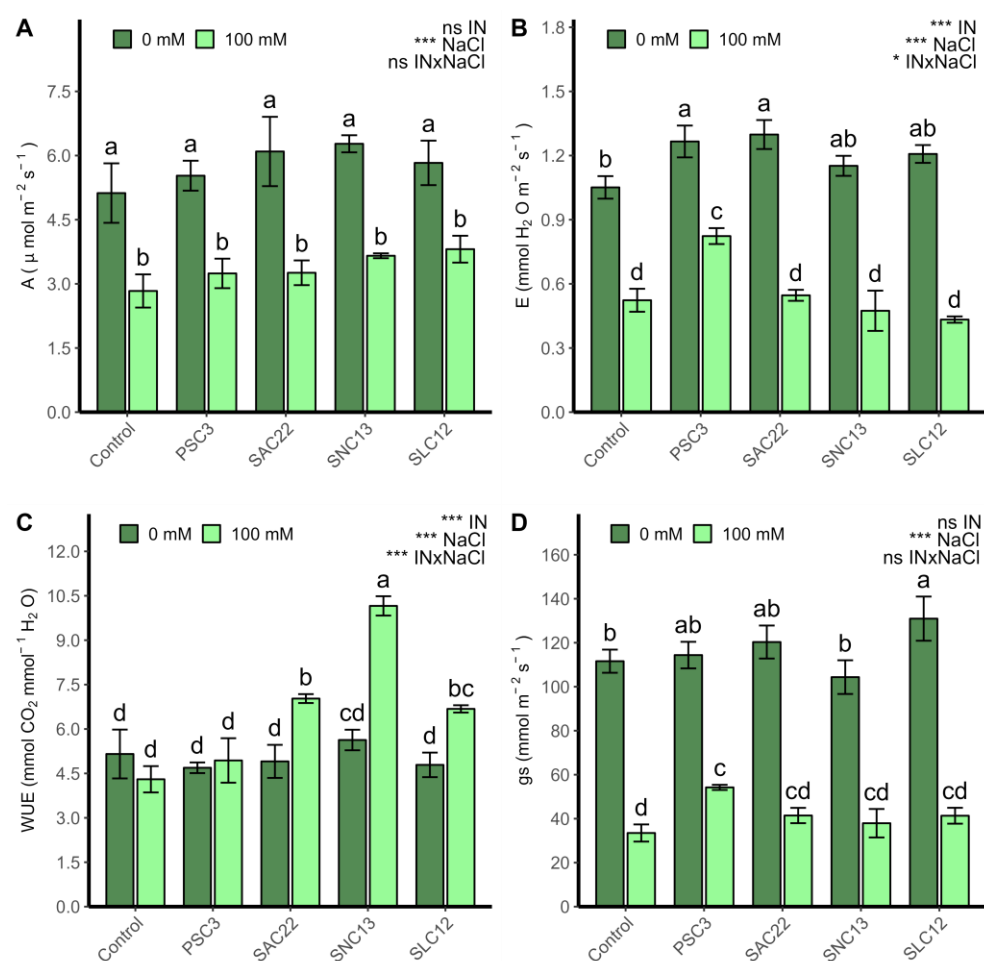 A
0 mM 100 mM
ns IN
*** NaCl
ns INxNaCl
A ( μ mol m⁻² s⁻¹)
7.5
6.0
4.5
3.0
1.5
0.0
a a a a a
b b b b b
Control PSC3 SAC22 SNC13 SLC12
B
0 mM 100 mM
*** IN
*** NaCl
* INxNaCl
E (mmol H₂ O m⁻² s⁻¹)
1.8
1.5
1.2
0.9
0.6
0.3
0.0
b a a ab ab
d c d d d
Control PSC3 SAC22 SNC13 SLC12
C
0 mM 100 mM
*** IN
*** NaCl
*** INxNaCl
WUE (mmol CO₂ mmol⁻¹ H₂ O)
12.0
10.5
9.0
7.5
6.0
4.5
3.0
1.5
0.0
d d d cd d
d d b a bc
Control PSC3 SAC22 SNC13 SLC12
D
0 mM 100 mM
ns IN
*** NaCl
ns INxNaCl
gs (mmol m⁻² s⁻¹)
160
140
120
100
80
60
40
20
0
b ab ab b a
d c cd cd cd
Control PSC3 SAC22 SNC13 SLC12